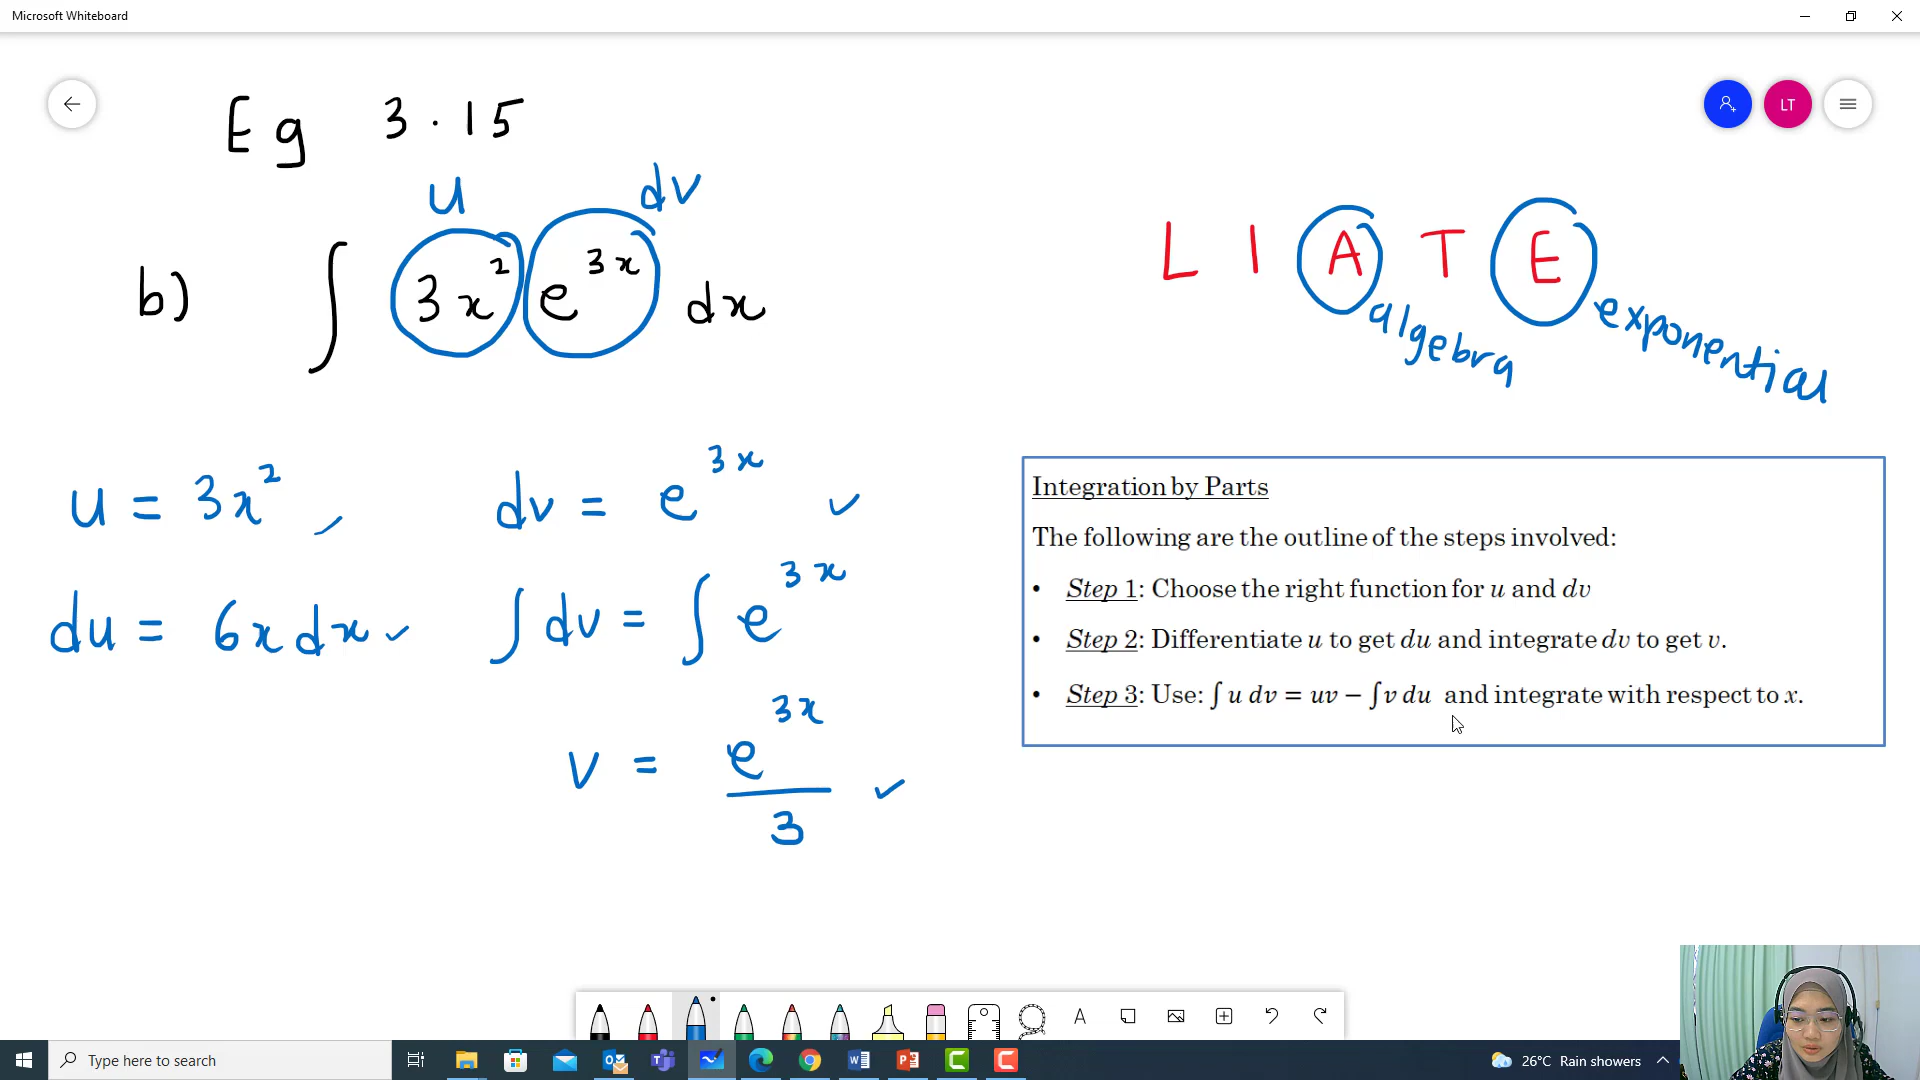 Microsoft Whiteboard
Eg 3.15
LT
u dv
b) ∫ 3x² e^{3x} dx
L I A T E
algebra
exponential
u = 3x²
dv = e^{3x}
du = 6x dx
∫ dv = ∫ e^{3x}
v = e^{3x} / 3
Integration by Parts
The following are the outline of the steps involved:
• Step 1: Choose the right function for u and dv
• Step 2: Differentiate u to get du and integrate dv to get v.
• Step 3: Use: ∫ u dv = uv − ∫ v du and integrate with respect to x.
Type here to search
26°C Rain showers